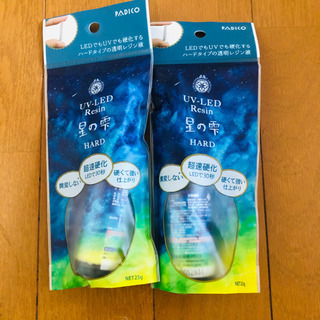 PADICO
LEDでもUVでも硬化する
ハードタイプの透明レジン液
UV-LED
Resin
星の雫
HARD
超速硬化
LEDで30秒
黄変しない
硬くて強い
仕上がり
NET.25g
PADICO
LEDでもUVでも硬化する
ハードタイプの透明レジン液
UV-LED
Resin
星の雫
HARD
超速硬化
LEDで30秒
黄変しない
硬くて強い
仕上がり